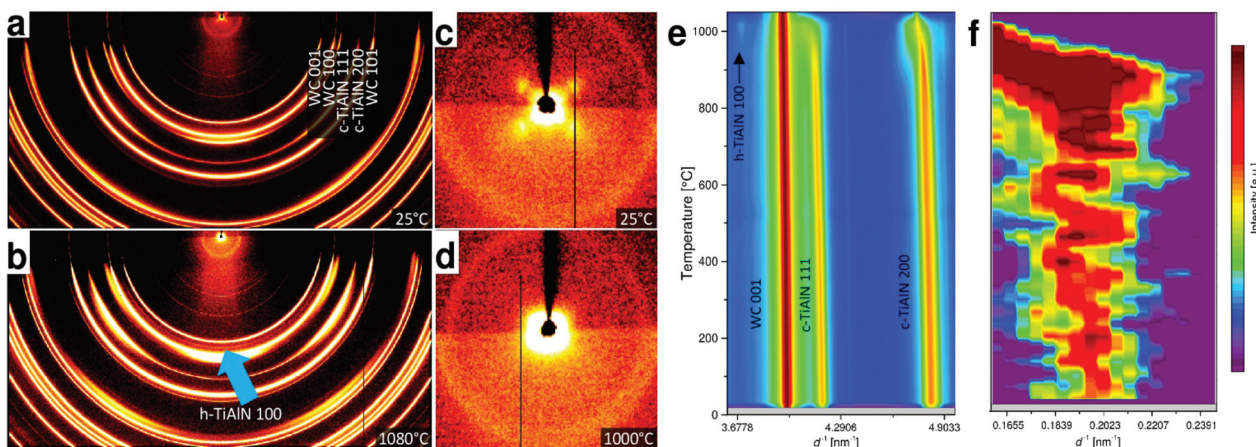 a
WC 001
WC 100
c-TiAlN 111
c-TiAlN 200
WC 101
25°C
b
h-TiAlN 100
1080°C
c
25°C
d
1000°C
e
1000
800
600
400
200
0
Temperature [°C]
h-TiAlN 100
WC 001
c-TiAlN 111
c-TiAlN 200
3.6778
4.2906
4.9033
d⁻¹ [nm⁻¹]
f
0.1655
0.1839
0.2023
0.2207
0.2391
d⁻¹ [nm⁻¹]
Intensity [a.u.]